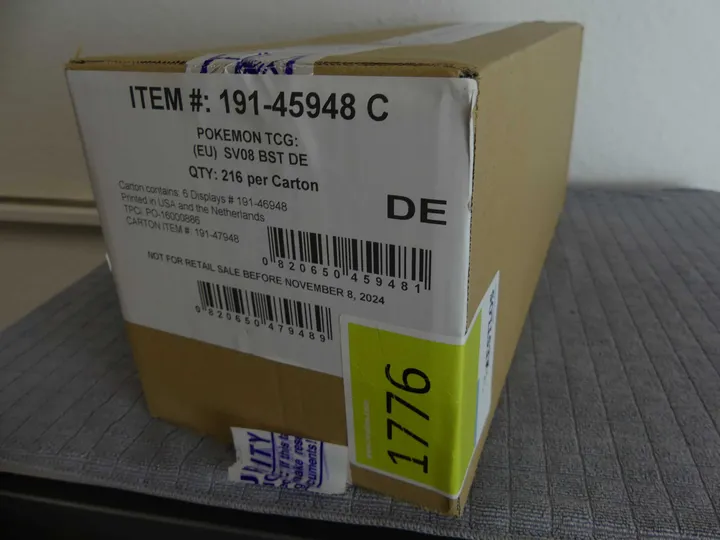 ITEM #: 191-45948 C
POKEMON TCG:
(EU) SV08 BST DE
QTY: 216 per Carton
Carton contains: 6 Displays # 191-46948
Printed in USA and the Netherlands
TPCi: PO-16000886
CARTON ITEM #: 191-47948
DE
0 820650 459481
NOT FOR RETAIL SALE BEFORE NOVEMBER 8, 2024
0 820650 479489
1776